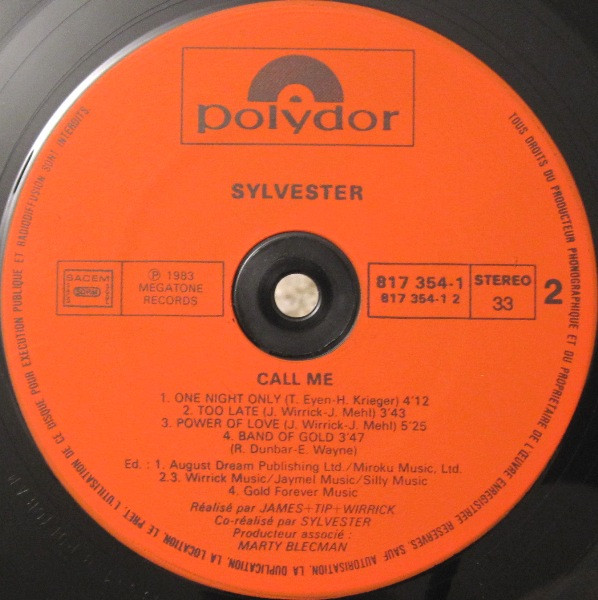 polydor
SYLVESTER
SACEM
℗ 1983
MEGATONE
RECORDS
817 354-1
817 354-1 2
STEREO
33
2
CALL ME
1. ONE NIGHT ONLY (T. Eyen-H. Krieger) 4'12
2. TOO LATE (J. Wirrick-J. Mehl) 3'43
3. POWER OF LOVE (J. Wirrick-J. Mehl) 5'25
4. BAND OF GOLD 3'47
(R. Dunbar-E. Wayne)
Ed. : 1. August Dream Publishing Ltd./Miroku Music, Ltd.
2.3. Wirrick Music/Jaymel Music/Silly Music
4. Gold Forever Music
Réalisé par JAMES+TIP+WIRRICK
Co-réalisé par SYLVESTER
Producteur associé :
MARTY BLECMAN
TOUS DROITS DU PRODUCTEUR PHONOGRAPHIQUE ET DU PROPRIETAIRE DE L'ŒUVRE ENREGISTREE RESERVES. SAUF AUTORISATION, LA DUPLICATION, LA LOCATION, LE PRET, L'UTILISATION DE CE DISQUE POUR EXECUTION PUBLIQUE ET RADIODIFFUSION SONT INTERDITS.